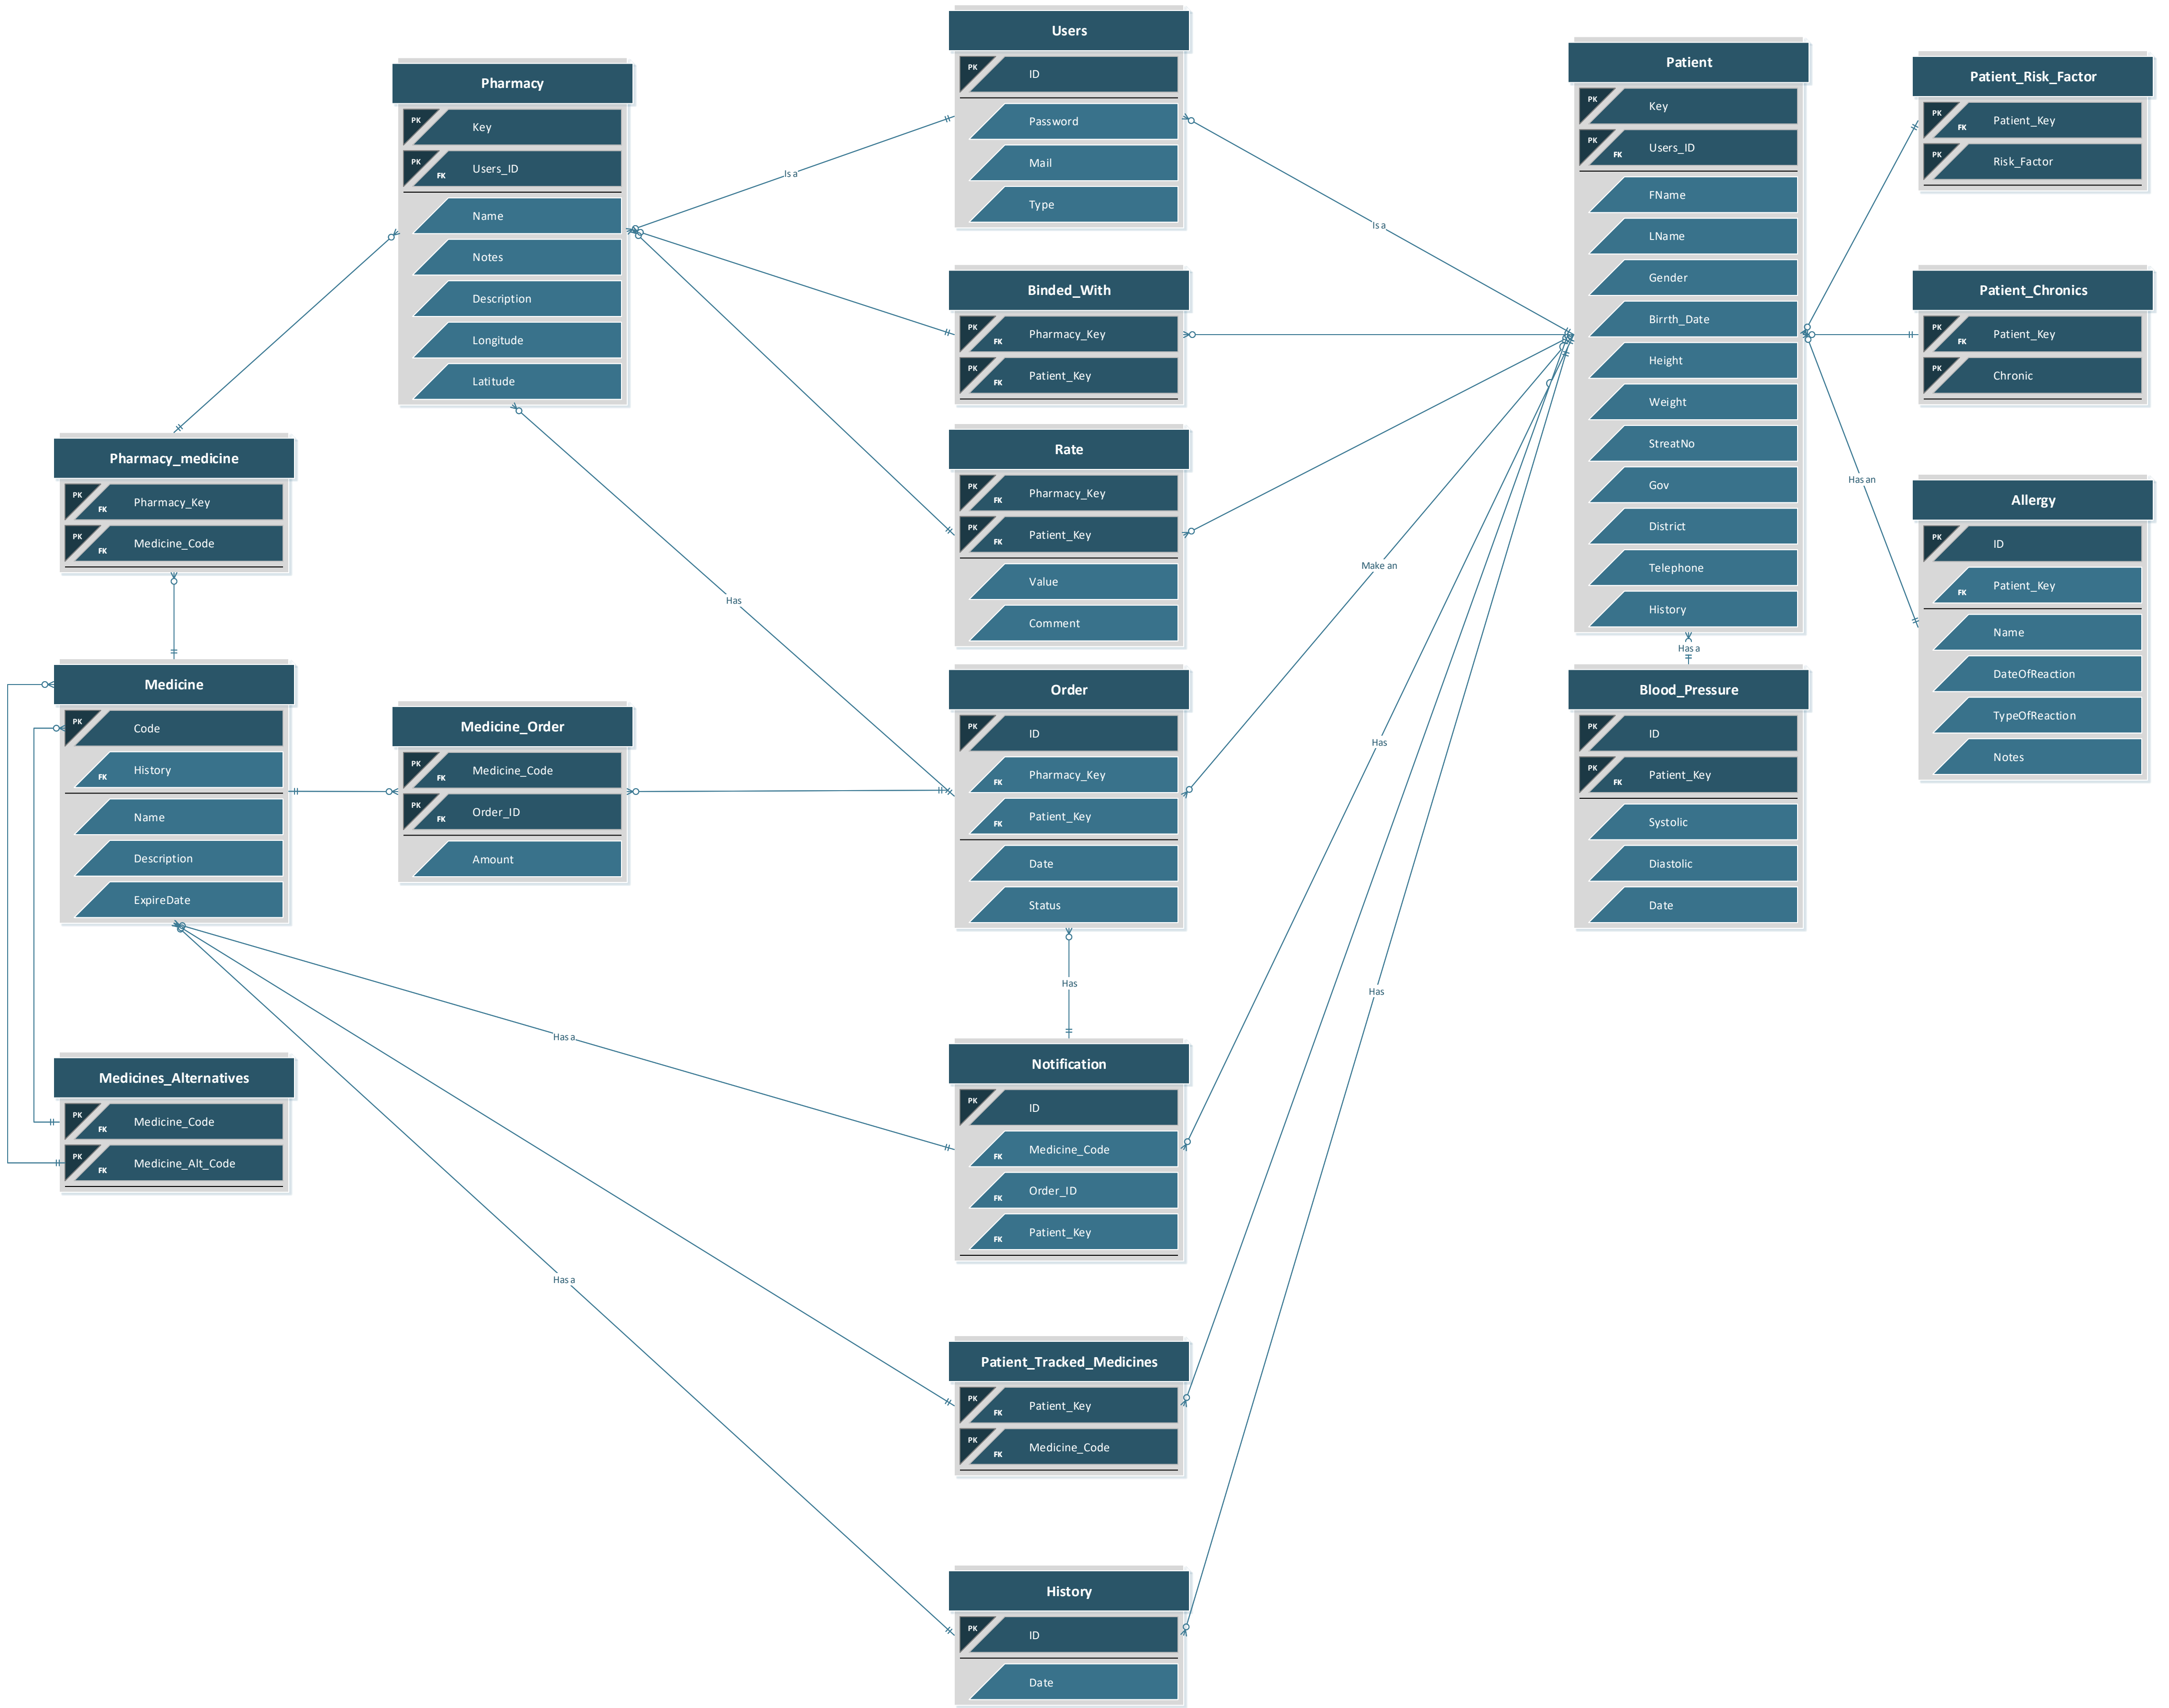 Users
PK
ID
Password
Mail
Type
Pharmacy
PK
Key
PK
FK
Users_ID
Name
Notes
Description
Longitude
Latitude
Patient
PK
Key
PK
FK
Users_ID
FName
LName
Gender
Birrth_Date
Height
Weight
StreatNo
Gov
District
Telephone
History
Patient_Risk_Factor
PK
FK
Patient_Key
PK
Risk_Factor
Is a
Is a
Binded_With
PK
FK
Pharmacy_Key
PK
FK
Patient_Key
Patient_Chronics
PK
FK
Patient_Key
PK
Chronic
Pharmacy_medicine
PK
FK
Pharmacy_Key
PK
FK
Medicine_Code
Rate
PK
FK
Pharmacy_Key
PK
FK
Patient_Key
Value
Comment
Has an
Allergy
PK
ID
FK
Patient_Key
Name
DateOfReaction
TypeOfReaction
Notes
Has
Make an
Has a
Medicine
PK
Code
FK
History
Name
Description
ExpireDate
Medicine_Order
PK
FK
Medicine_Code
PK
FK
Order_ID
Amount
Order
PK
ID
FK
Pharmacy_Key
FK
Patient_Key
Date
Status
Has
Blood_Pressure
PK
ID
PK
FK
Patient_Key
Systolic
Diastolic
Date
Has
Has
Has a
Medicines_Alternatives
PK
FK
Medicine_Code
PK
FK
Medicine_Alt_Code
Notification
PK
ID
FK
Medicine_Code
FK
Order_ID
FK
Patient_Key
Has a
Patient_Tracked_Medicines
PK
FK
Patient_Key
PK
FK
Medicine_Code
History
PK
ID
Date